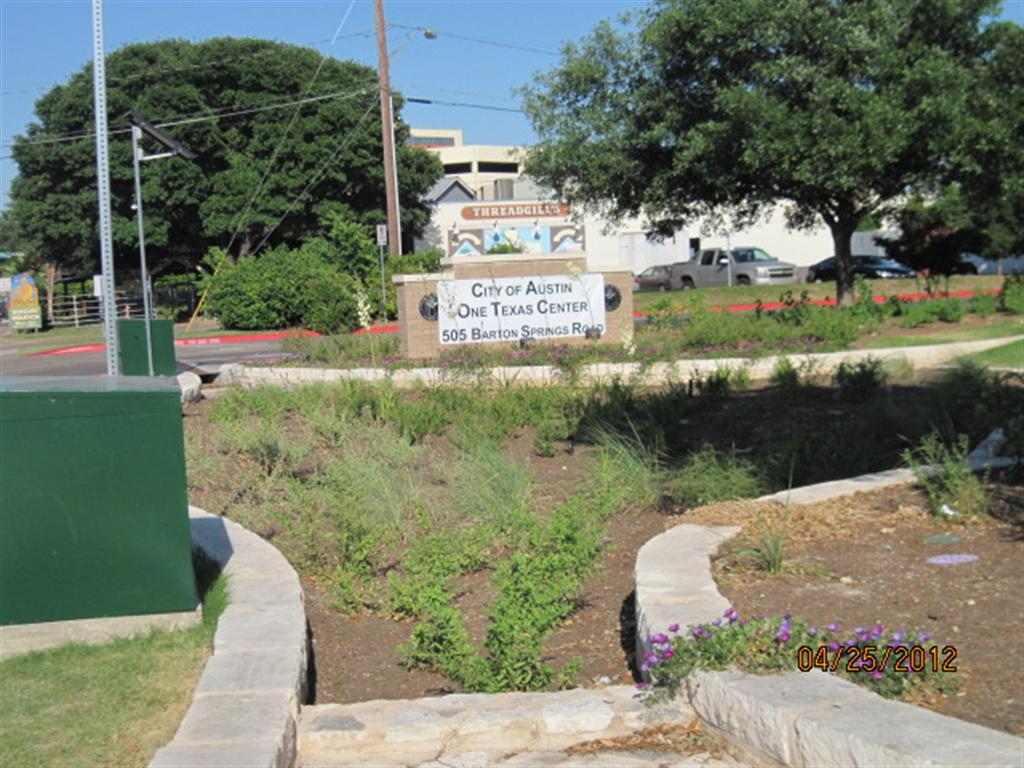 THREADGILL'S
CITY OF AUSTIN
ONE TEXAS CENTER
505 BARTON SPRINGS ROAD
04/25/2012